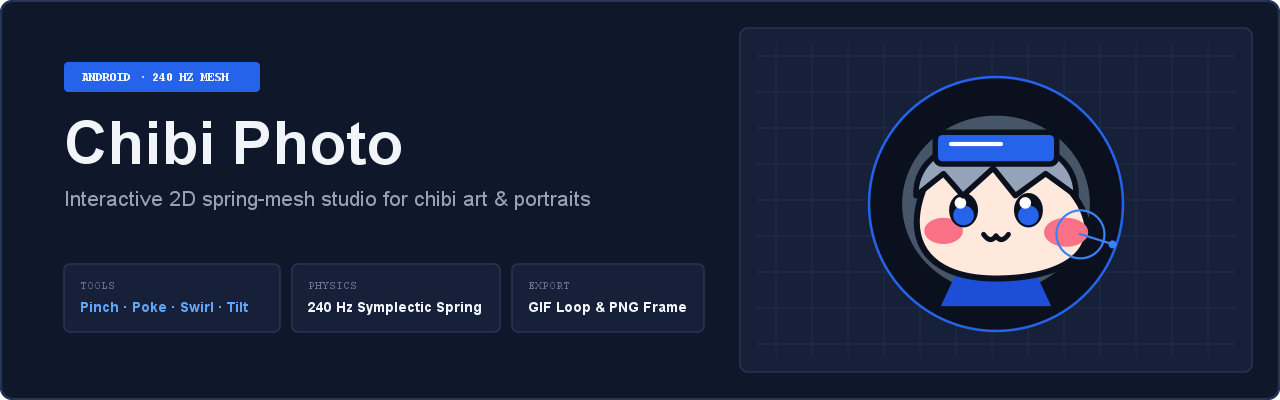 ANDROID · 240 HZ MESH
Chibi Photo
Interactive 2D spring-mesh studio for chibi art & portraits
TOOLS
Pinch · Poke · Swirl · Tilt
PHYSICS
240 Hz Symplectic Spring
EXPORT
GIF Loop & PNG Frame